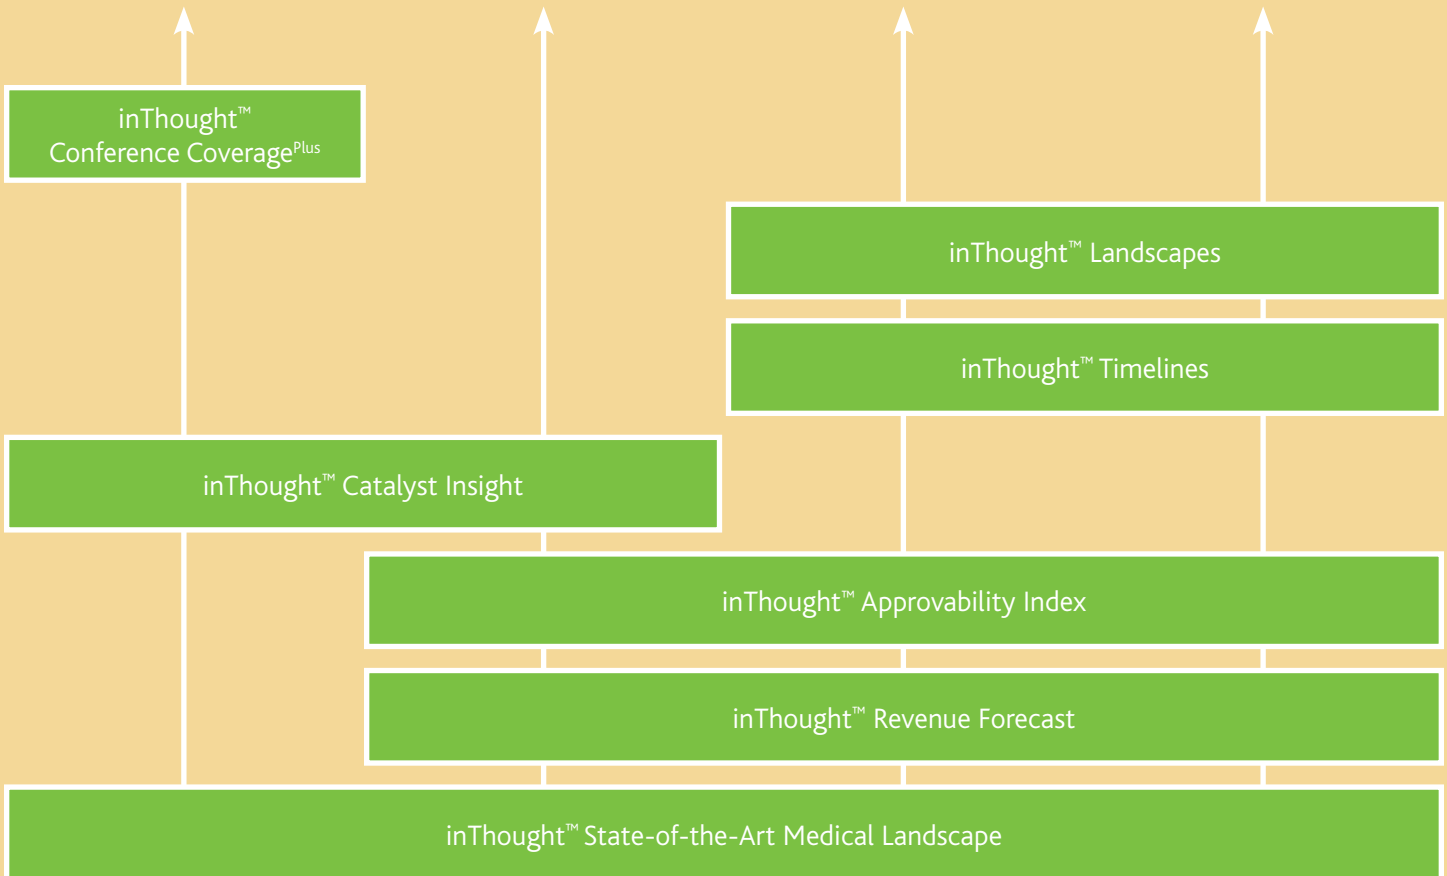 inThought™
Conference CoveragePlus
inThought™ Landscapes
inThought™ Timelines
inThought™ Catalyst Insight
inThought™ Approvability Index
inThought™ Revenue Forecast
inThought™ State-of-the-Art Medical Landscape